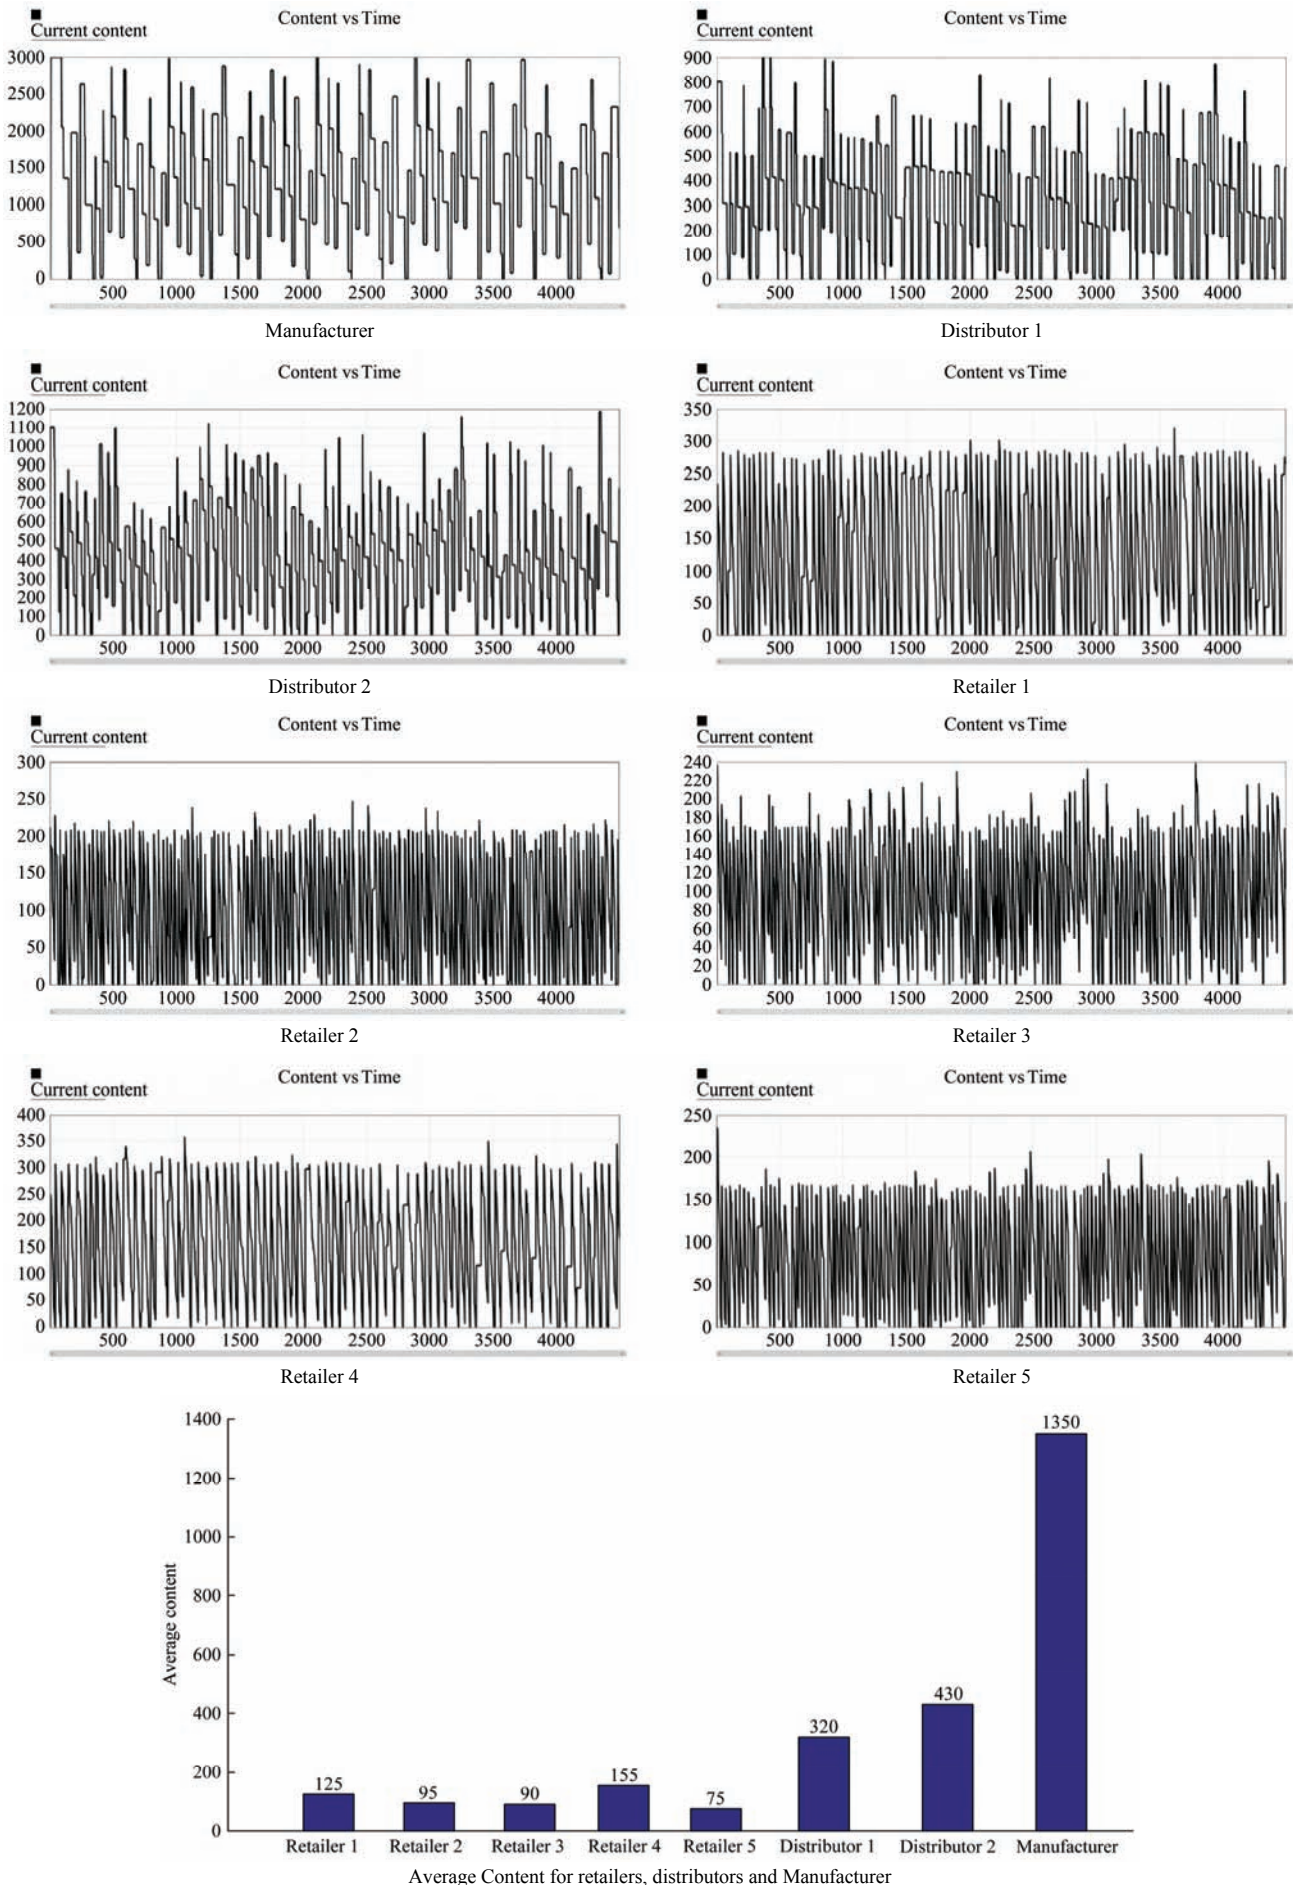 Content vs Time
Current content
3000
2500
2000
1500
1000
500
0
500 1000 1500 2000 2500 3000 3500 4000
Manufacturer
Content vs Time
Current content
900
800
700
600
500
400
300
200
100
0
500 1000 1500 2000 2500 3000 3500 4000
Distributor 1
Content vs Time
Current content
1200
1100
1000
900
800
700
600
500
400
300
200
100
0
500 1000 1500 2000 2500 3000 3500 4000
Distributor 2
Content vs Time
Current content
350
300
250
200
150
100
50
0
500 1000 1500 2000 2500 3000 3500 4000
Retailer 1
Content vs Time
Current content
300
250
200
150
100
50
0
500 1000 1500 2000 2500 3000 3500 4000
Retailer 2
Content vs Time
Current content
240
220
200
180
160
140
120
100
80
60
40
20
0
500 1000 1500 2000 2500 3000 3500 4000
Retailer 3
Content vs Time
Current content
400
350
300
250
200
150
100
50
0
500 1000 1500 2000 2500 3000 3500 4000
Retailer 4
Content vs Time
Current content
250
200
150
100
50
0
500 1000 1500 2000 2500 3000 3500 4000
Retailer 5
Average content
1400
1200
1000
800
600
400
200
0
125 95 90 155 75 320 430 1350
Retailer 1 Retailer 2 Retailer 3 Retailer 4 Retailer 5 Distributor 1 Distributor 2 Manufacturer
Average Content for retailers, distributors and Manufacturer